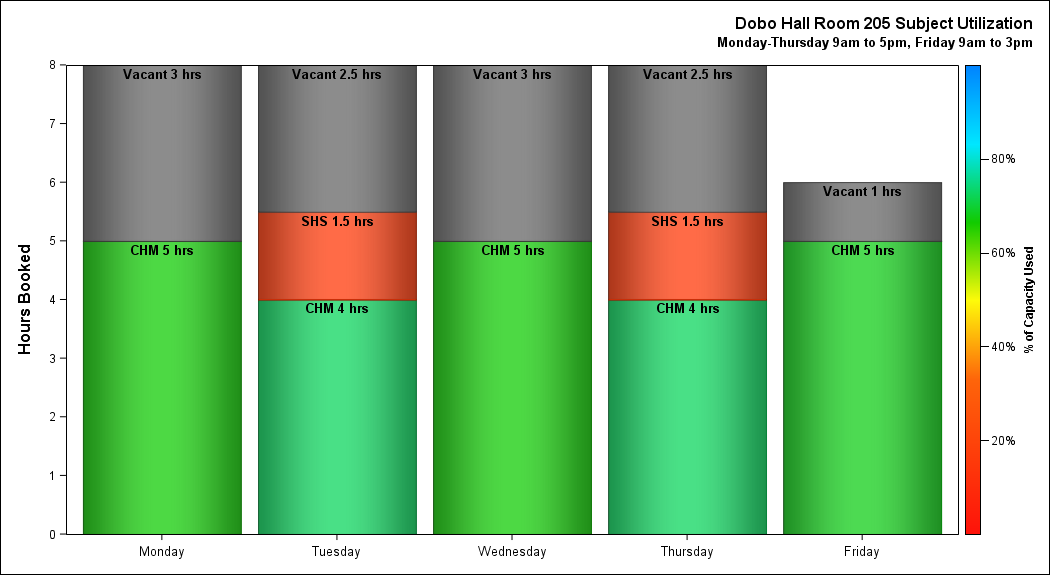 Dobo Hall Room 205 Subject Utilization
Monday-Thursday 9am to 5pm, Friday 9am to 3pm
Hours Booked
8
7
6
5
4
3
2
1
0
Vacant 3 hrs
CHM 5 hrs
Vacant 2.5 hrs
SHS 1.5 hrs
CHM 4 hrs
Vacant 3 hrs
CHM 5 hrs
Vacant 2.5 hrs
SHS 1.5 hrs
CHM 4 hrs
Vacant 1 hrs
CHM 5 hrs
Monday
Tuesday
Wednesday
Thursday
Friday
80%
60%
40%
20%
% of Capacity Used